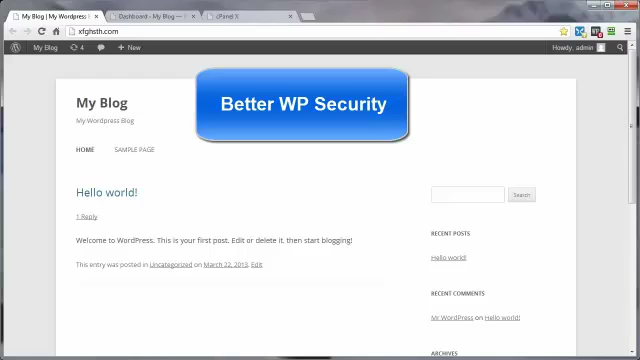 My Blog | My Wordpress
Dashboard ‹ My Blog —
cPanel X
xfghsth.com
My Blog
4
+ New
Howdy, admin
Better WP Security
My Blog
My Wordpress Blog
HOME
SAMPLE PAGE
Hello world!
1 Reply
Welcome to WordPress. This is your first post. Edit or delete it, then start blogging!
This entry was posted in Uncategorized on March 22, 2013. Edit
Search
RECENT POSTS
Hello world!
RECENT COMMENTS
Mr WordPress on Hello world!
ARCHIVES